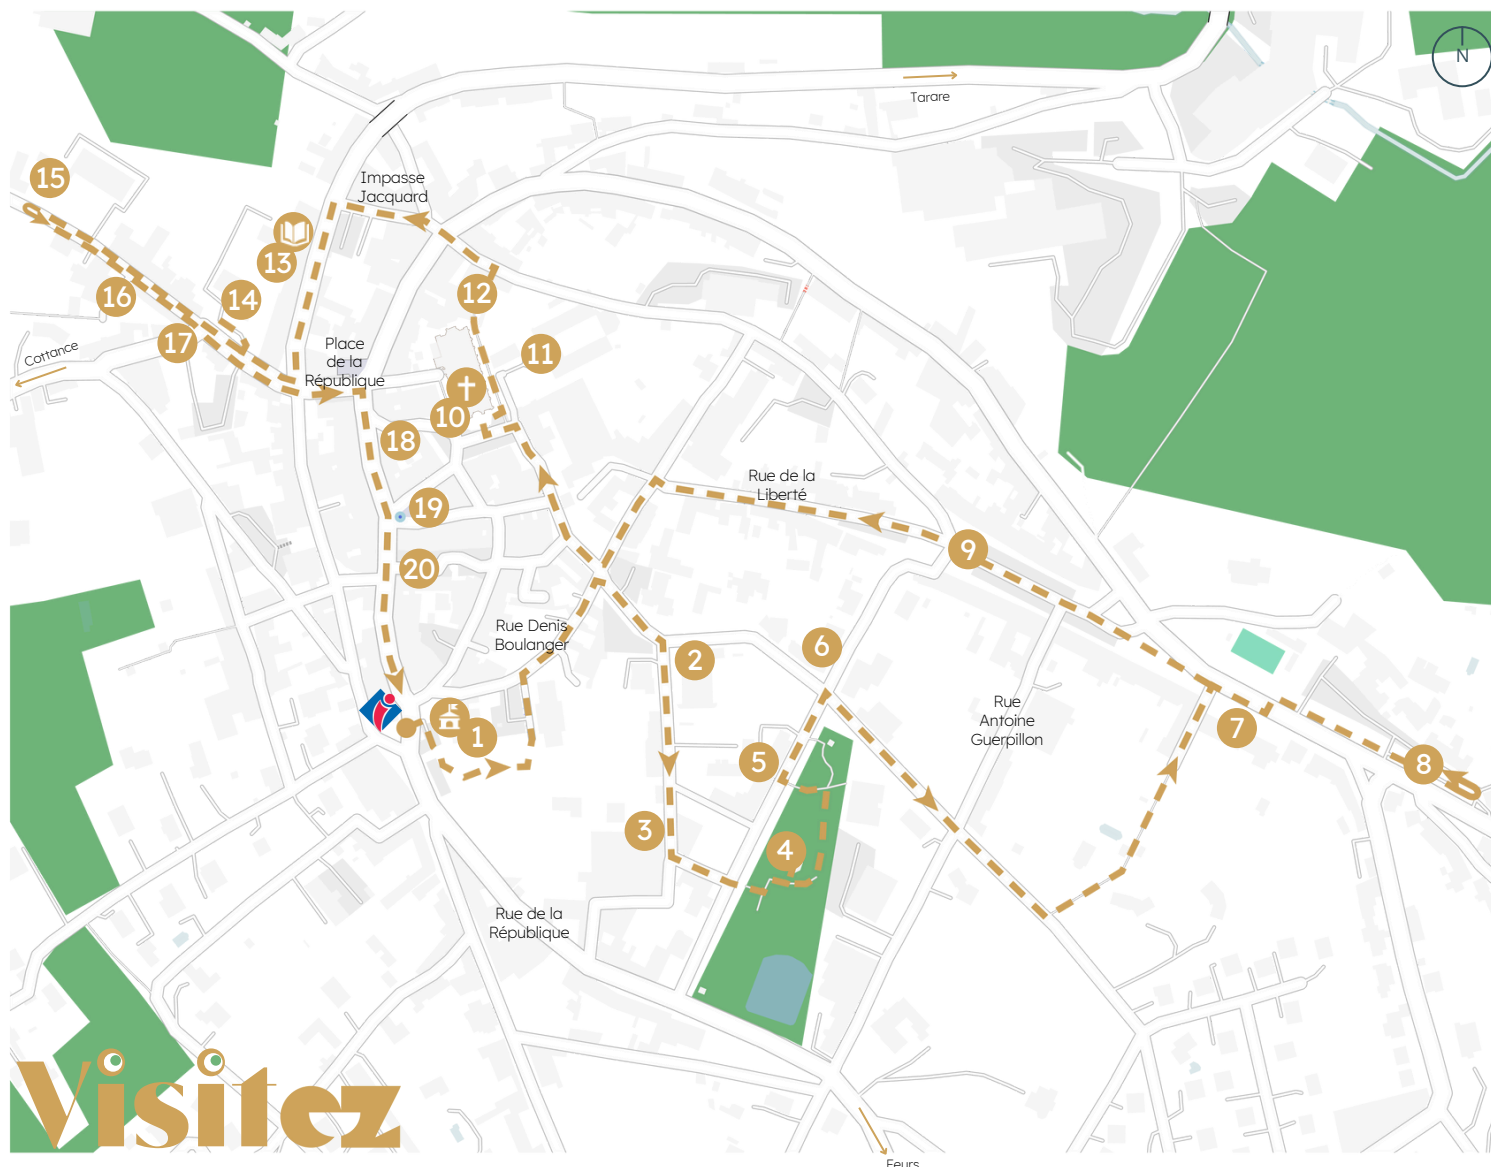 N
Tarare
15
Impasse
Jacquard
13
16
14
12
17
Cottance
Place
de la
République
11
10
18
Rue de la
Liberté
19
9
20
Rue Denis
Boulanger
2
6
Rue
Antoine
Guerpillon
1
7
5
8
3
4
Rue de la
République
Visitez
Feurs